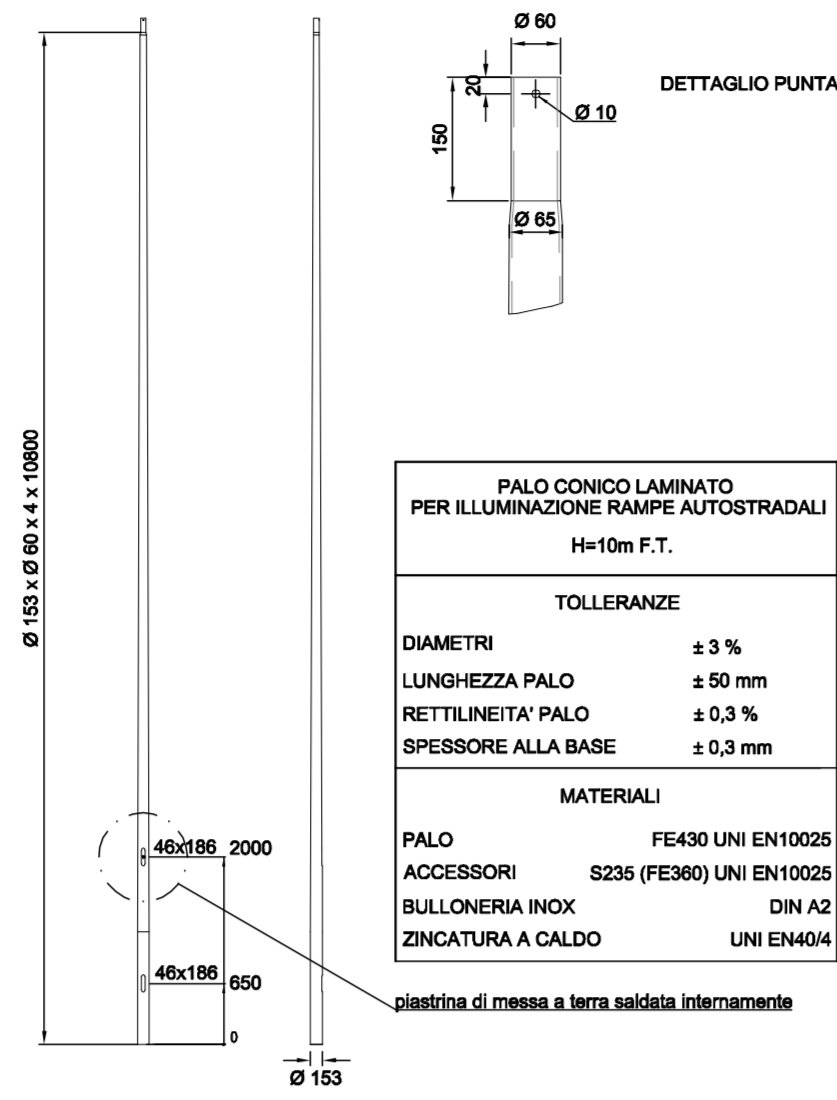 Ø 60
DETTAGLIO PUNTA
20
Ø 10
150
Ø 65
Ø 153 x Ø 60 x 4 x 10800
PALO CONICO LAMINATO
PER ILLUMINAZIONE RAMPE AUTOSTRADALI
H=10m F.T.
TOLLERANZE
DIAMETRI ± 3 %
LUNGHEZZA PALO ± 50 mm
RETTILINEITA' PALO ± 0,3 %
SPESSORE ALLA BASE ± 0,3 mm
MATERIALI
PALO FE430 UNI EN10025
ACCESSORI S235 (FE360) UNI EN10025
BULLONERIA INOX DIN A2
ZINCATURA A CALDO UNI EN40/4
46x186 2000
46x186 650
piastrina di messa a terra saldata internamente
0
Ø 153